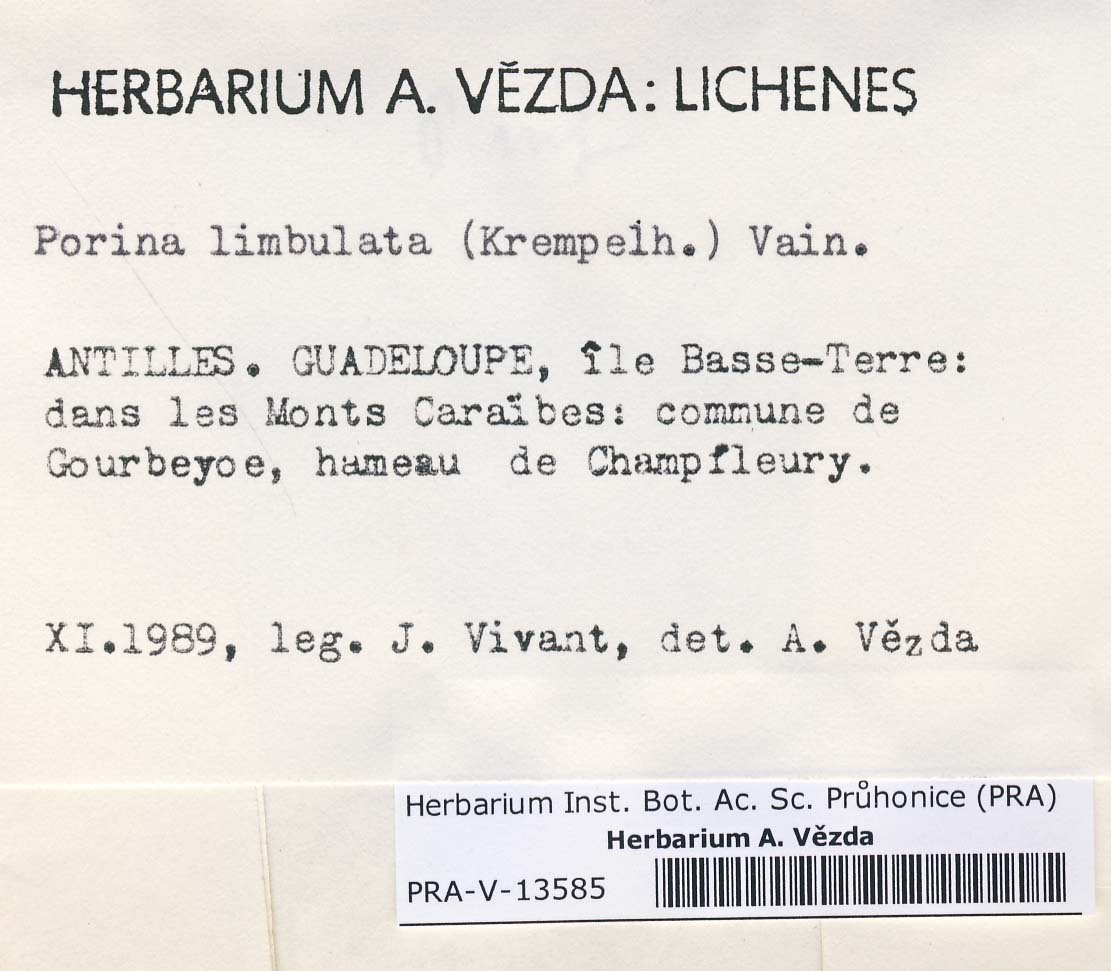 HERBARIUM A. VĚZDA: LICHENES
Porina limbulata (Krempelh.) Vain.
ANTILLES. GUADELOUPE, île Basse-Terre:
dans les Monts Caraïbes: commune de
Gourbeyoe, hameau de Champfleury.
XI.1989, leg. J. Vivant, det. A. Vězda
Herbarium Inst. Bot. Ac. Sc. Průhonice (PRA)
Herbarium A. Vězda
PRA-V-13585